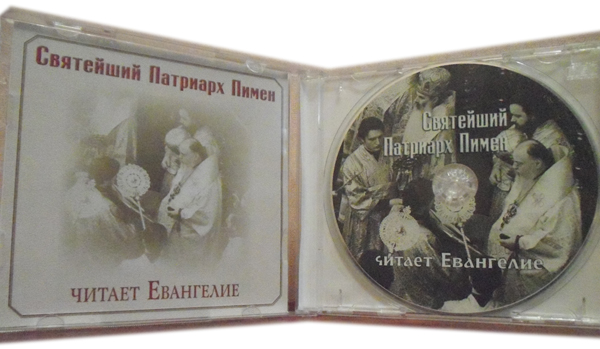 Святейший Патриарх Пимен
читает Евангелие
Святейший
Патриарх Пимен
читает Евангелие